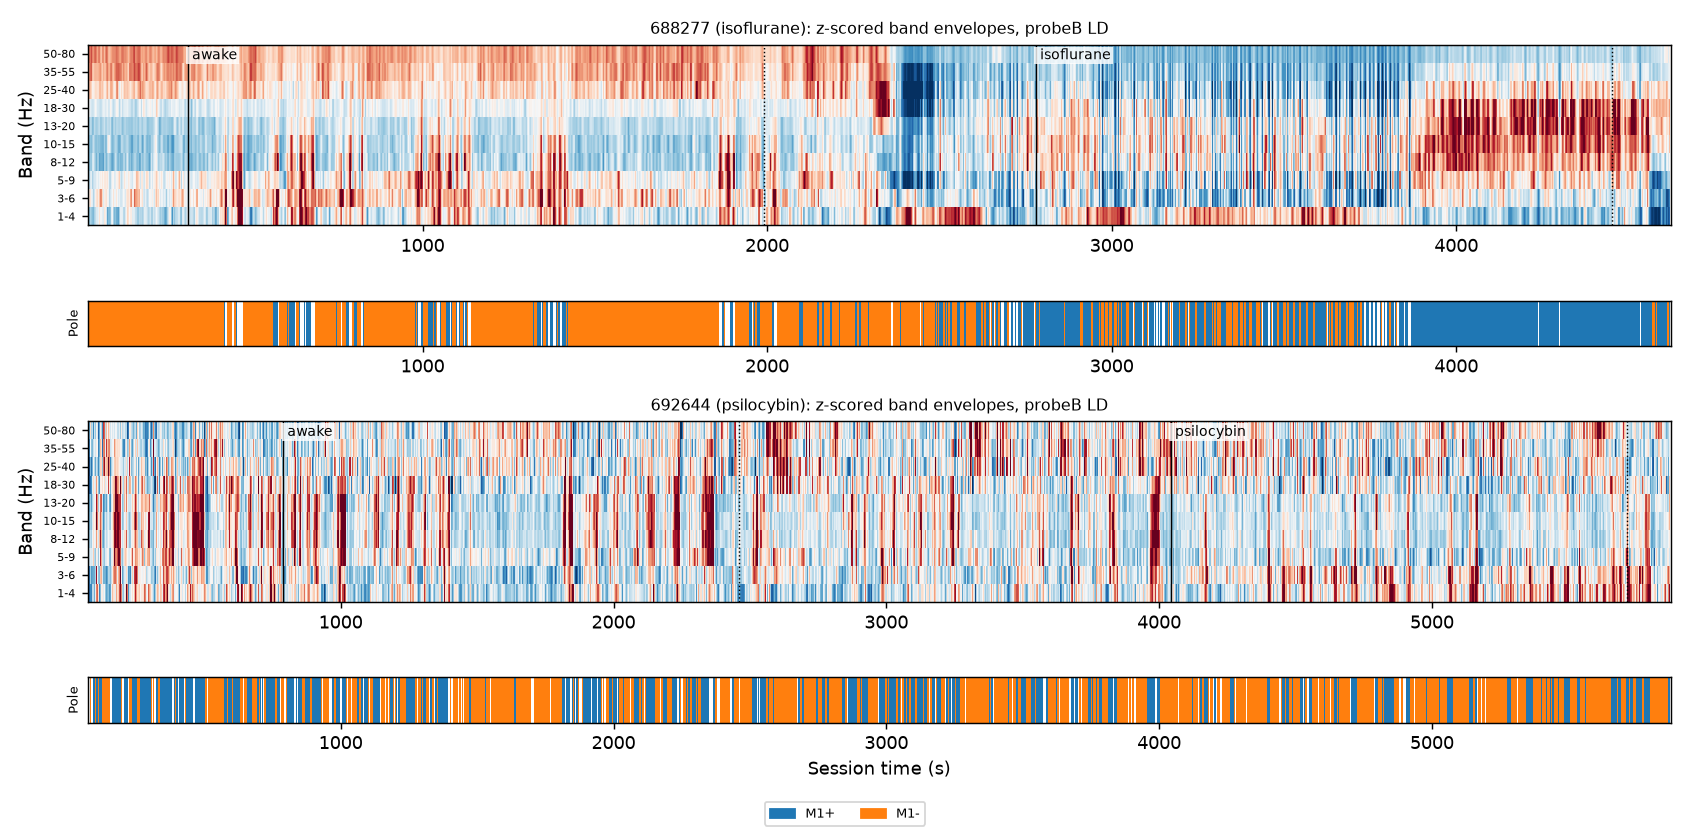 688277 (isoflurane): z-scored band envelopes, probeB LD
Band (Hz)
50-80
35-55
25-40
18-30
13-20
10-15
8-12
5-9
3-6
1-4
awake
isoflurane
1000 2000 3000 4000
Pole
1000 2000 3000 4000
692644 (psilocybin): z-scored band envelopes, probeB LD
Band (Hz)
50-80
35-55
25-40
18-30
13-20
10-15
8-12
5-9
3-6
1-4
awake
psilocybin
1000 2000 3000 4000 5000
Pole
1000 2000 3000 4000 5000
Session time (s)
M1+ M1-